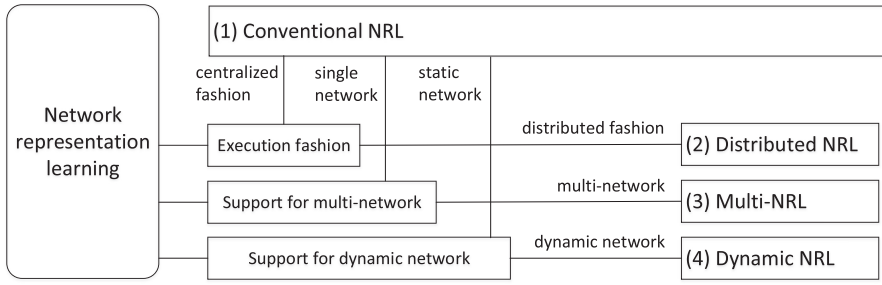 (1) Conventional NRL
centralized
fashion
single
network
static
network
Network
representation
learning
Execution fashion
distributed fashion
(2) Distributed NRL
Support for multi-network
multi-network
(3) Multi-NRL
Support for dynamic network
dynamic network
(4) Dynamic NRL